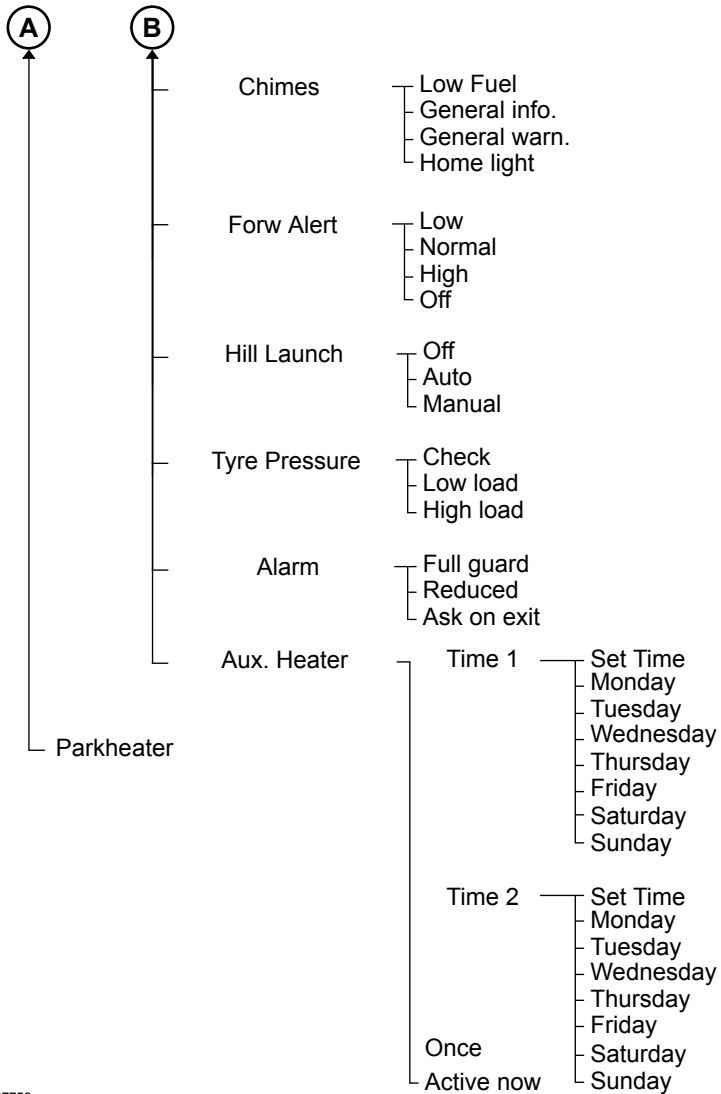 A
B
Chimes
Low Fuel
General info.
General warn.
Home light
Forw Alert
Low
Normal
High
Off
Hill Launch
Off
Auto
Manual
Tyre Pressure
Check
Low load
High load
Alarm
Full guard
Reduced
Ask on exit
Aux. Heater
Time 1
Set Time
Monday
Tuesday
Wednesday
Thursday
Friday
Saturday
Sunday
Parkheater
Time 2
Set Time
Monday
Tuesday
Wednesday
Thursday
Friday
Saturday
Sunday
Once
Active now